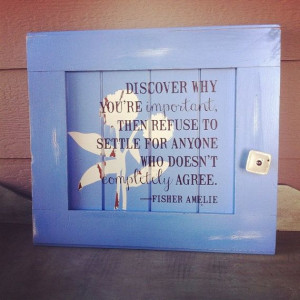 DISCOVER WHY
YOU'RE important,
THEN REFUSE TO
SETTLE FOR ANYONE
WHO DOESN'T
completely AGREE.
—FISHER AMELIE